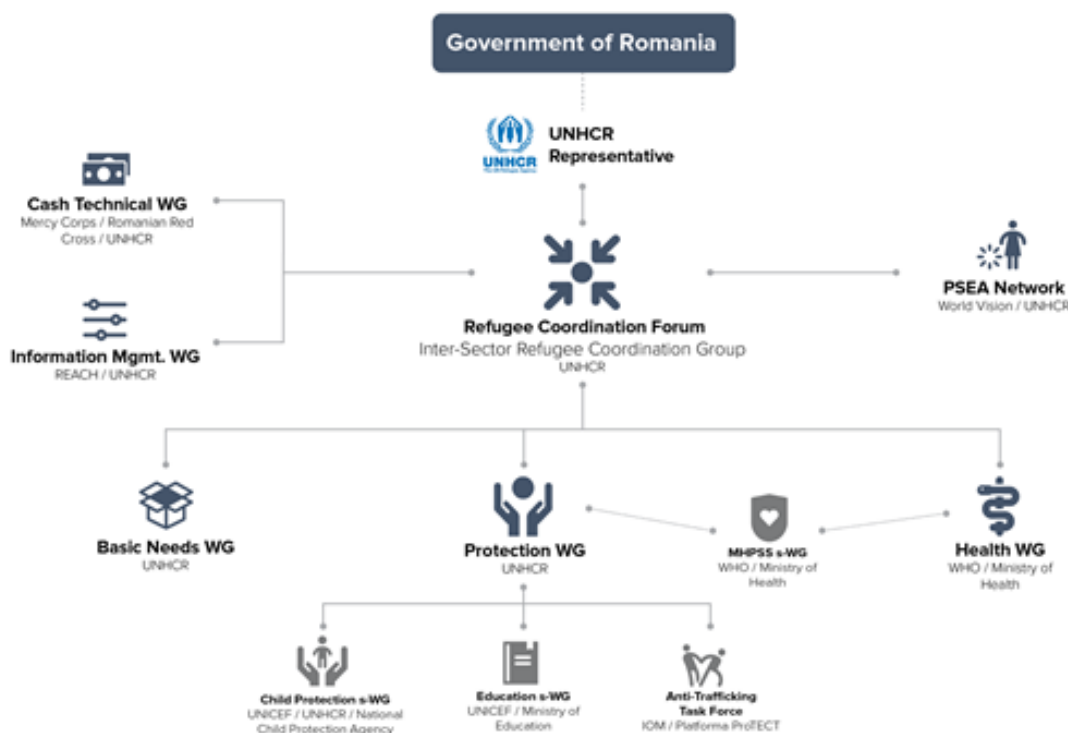 Government of Romania
UNHCR
UNHCR
Representative
Cash Technical WG
Mercy Corps / Romanian Red
Cross / UNHCR
Information Mgmt. WG
REACH / UNHCR
Refugee Coordination Forum
Inter-Sector Refugee Coordination Group
UNHCR
PSEA Network
World Vision / UNHCR
Basic Needs WG
UNHCR
Protection WG
UNHCR
MHPSS s-WG
WHO / Ministry of
Health
Health WG
WHO / Ministry of
Health
Child Protection s-WG
UNICEF / UNHCR / National
Child Protection Agency
Education s-WG
UNICEF / Ministry of
Education
Anti-Trafficking
Task Force
IOM / Platforma ProTECT